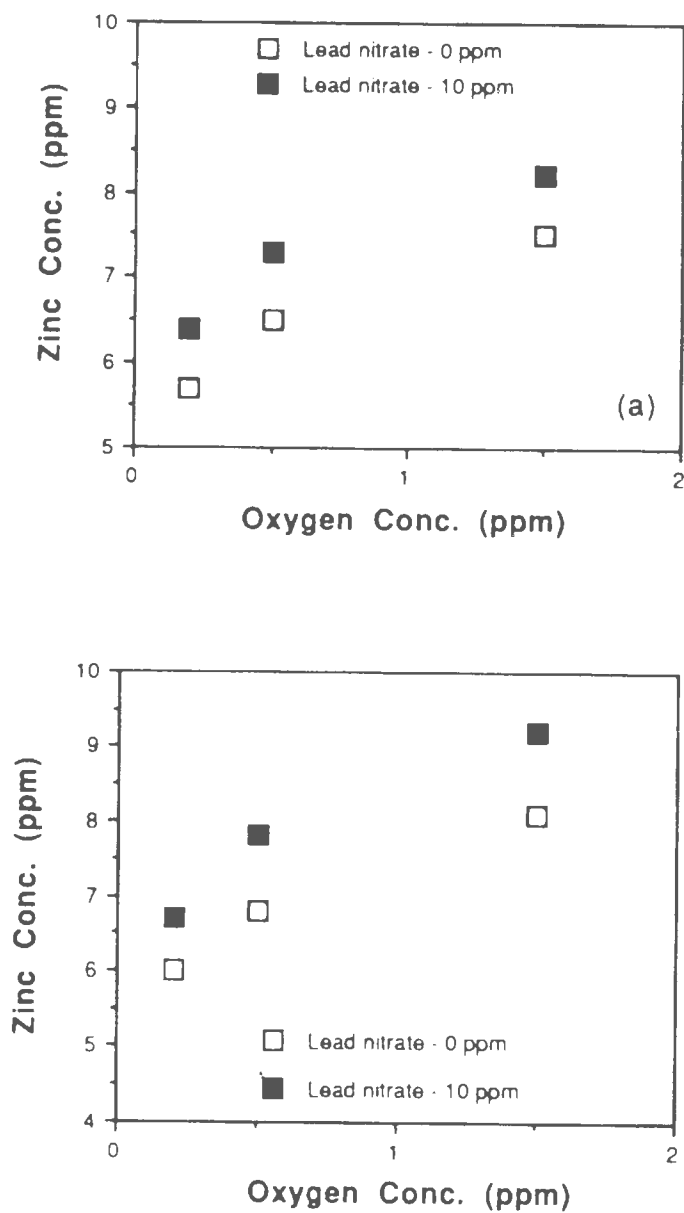 10
9
8
7
6
5
Zinc Conc. (ppm)
Lead nitrate - 0 ppm
Lead nitrate - 10 ppm
(a)
0 1 2
Oxygen Conc. (ppm)
10
9
8
7
6
5
4
Zinc Conc. (ppm)
Lead nitrate - 0 ppm
Lead nitrate - 10 ppm
0 1 2
Oxygen Conc. (ppm)